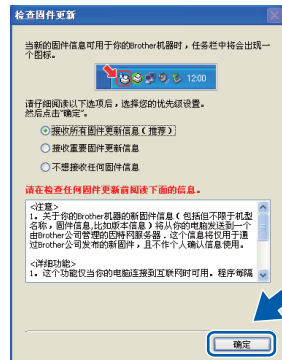 检查固件更新
当新的固件信息可用于你的Brother机器时，任务栏中将会出现一
个图标。
12:00
请仔细阅读以下选项后，选择您的优先级设置。
然后点击“确定”。
接收所有固件更新信息(推荐)
接收重要固件更新信息
不想接收任何固件信息
请在检查任何固件更新前阅读下面的信息。
<注意>
1。关于你的Brother机器的新固件信息(包括但不限于机型
名称，固件信息,比如版本信息)将从你的电脑发送到一个
由Brother公司管理的因特网服务器．这个信息将仅用于通
过Brother公司发布的新固件，且不作个人确认信息使用。
<详细功能>
1。这个功能仅当你的电脑连接到互联网时可用。程序每隔
确定